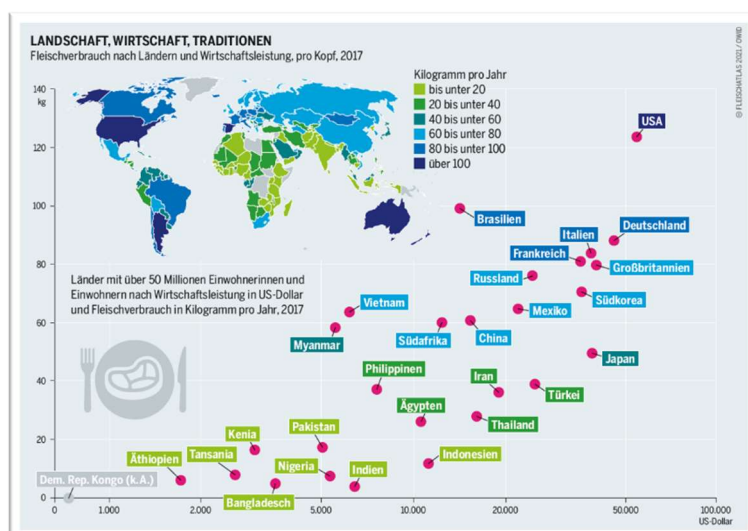 LANDSCHAFT, WIRTSCHAFT, TRADITIONEN
Fleischverbrauch nach Ländern und Wirtschaftsleistung, pro Kopf, 2017
© FLEISCHATLAS 2021 / OWID
Kilogramm pro Jahr
bis unter 20
20 bis unter 40
40 bis unter 60
60 bis unter 80
80 bis unter 100
über 100
140
kg
120
100
80
60
40
20
0
USA
Brasilien
Deutschland
Italien
Frankreich
Großbritannien
Russland
Länder mit über 50 Millionen Einwohnerinnen und
Einwohnern nach Wirtschaftsleistung in US-Dollar
und Fleischverbrauch in Kilogramm pro Jahr, 2017
Südkorea
Vietnam
Mexiko
Myanmar
Südafrika
China
Japan
Philippinen
Iran
Türkei
Ägypten
Thailand
Pakistan
Kenia
Indonesien
Tansania
Äthiopien
Nigeria
Indien
Dem. Rep. Kongo (k.A.)
Bangladesch
0
1.000
2.000
5.000
10.000
20.000
50.000
100.000
US-Dollar